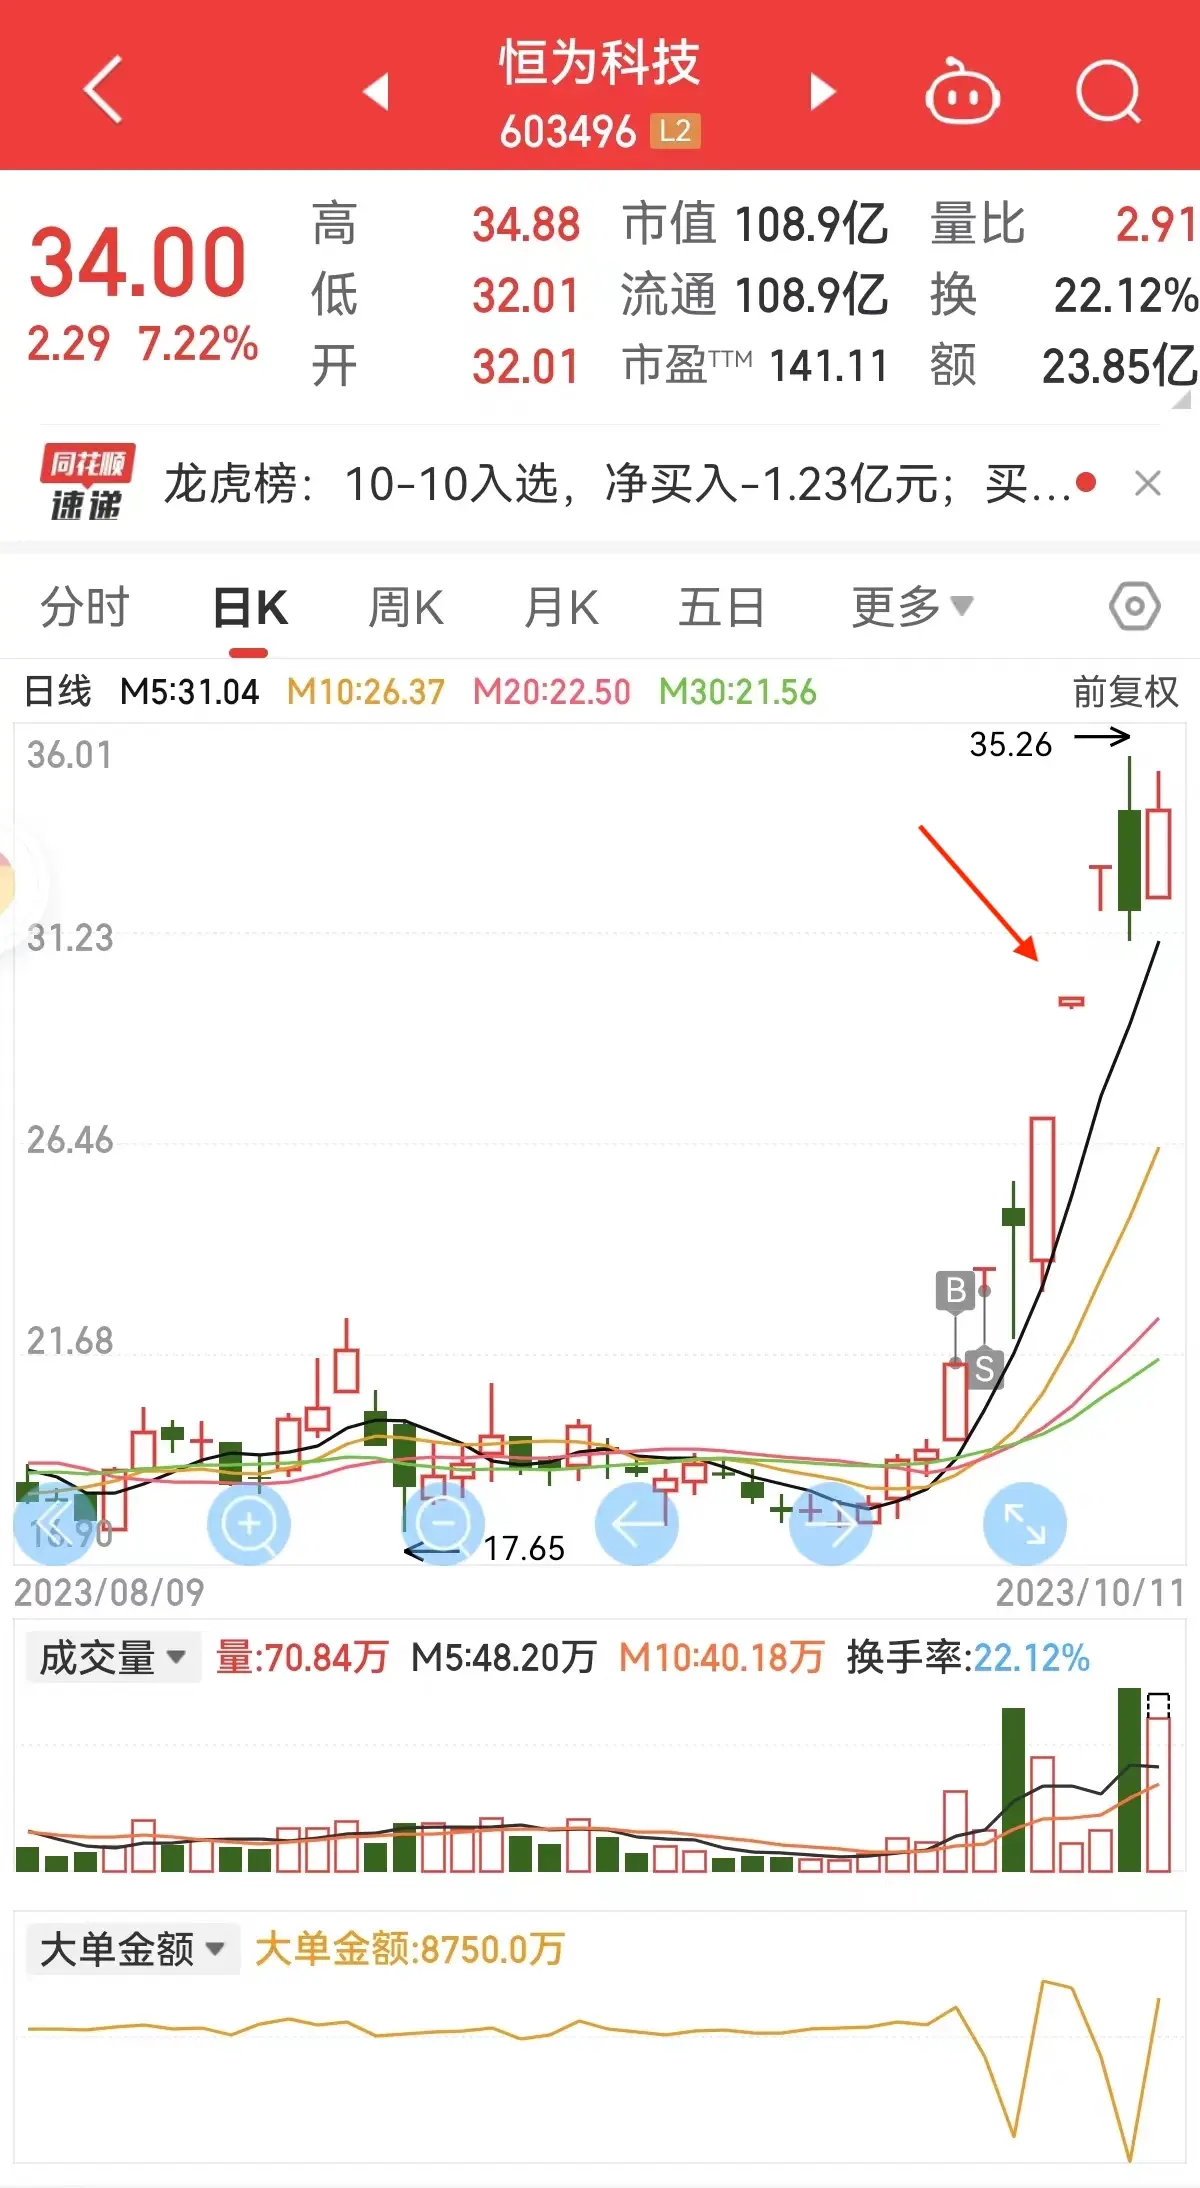 恒为科技
603496 L2
34.00
2.29 7.22%
高 34.88 市值 108.9亿 量比 2.91
低 32.01 流通 108.9亿 换 22.12%
开 32.01 市盈TTM 141.11 额 23.85亿
同花顺
速递
龙虎榜：10-10入选，净买入-1.23亿元；买...
分时 日K 周K 月K 五日 更多
日线 M5:31.04 M10:26.37 M20:22.50 M30:21.56 前复权
36.01
35.26
31.23
26.46
B
21.68
S
16.90
17.65
2023/08/09 2023/10/11
成交量 量:70.84万 M5:48.20万 M10:40.18万 换手率:22.12%
大单金额 大单金额:8750.0万